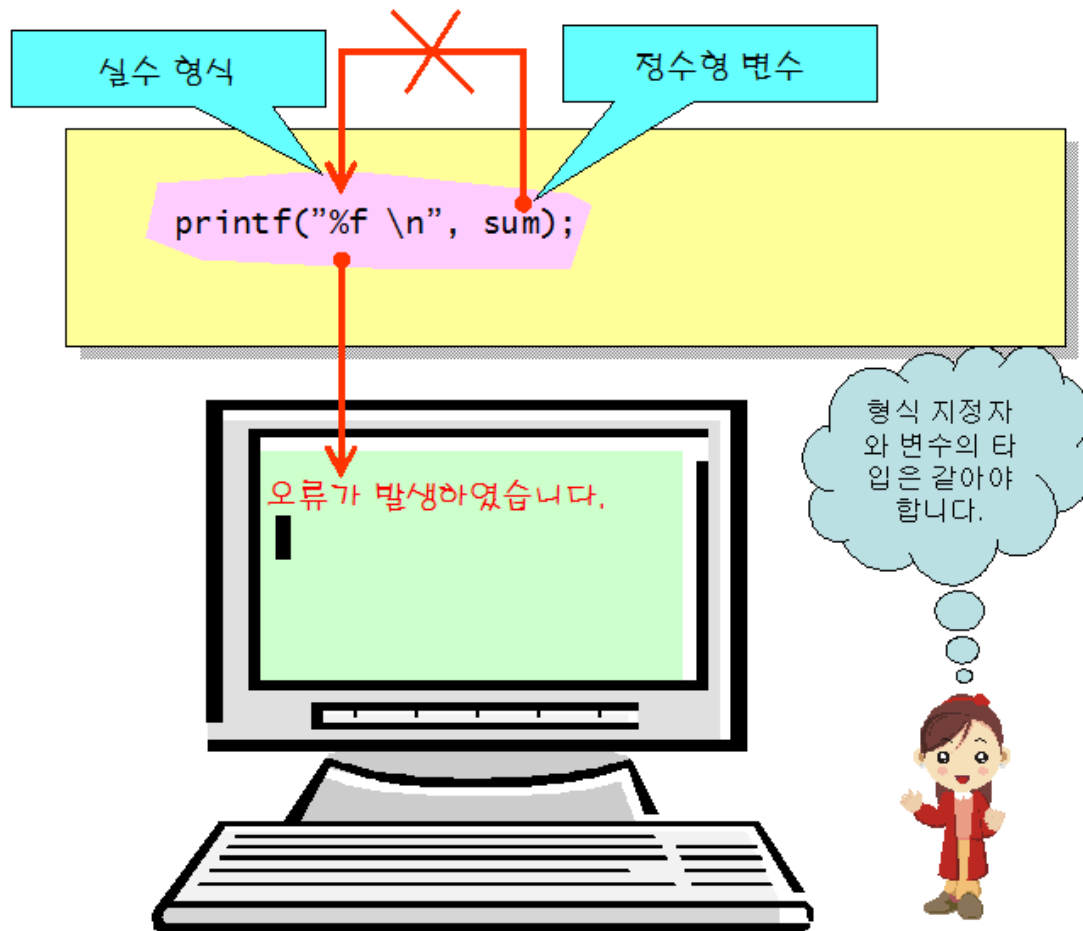 실수 형식
정수형 변수
printf(”%f \n”, sum);
오류가 발생하였습니다.
형식 지정자
와 변수의 타
입은 같아야
합니다.